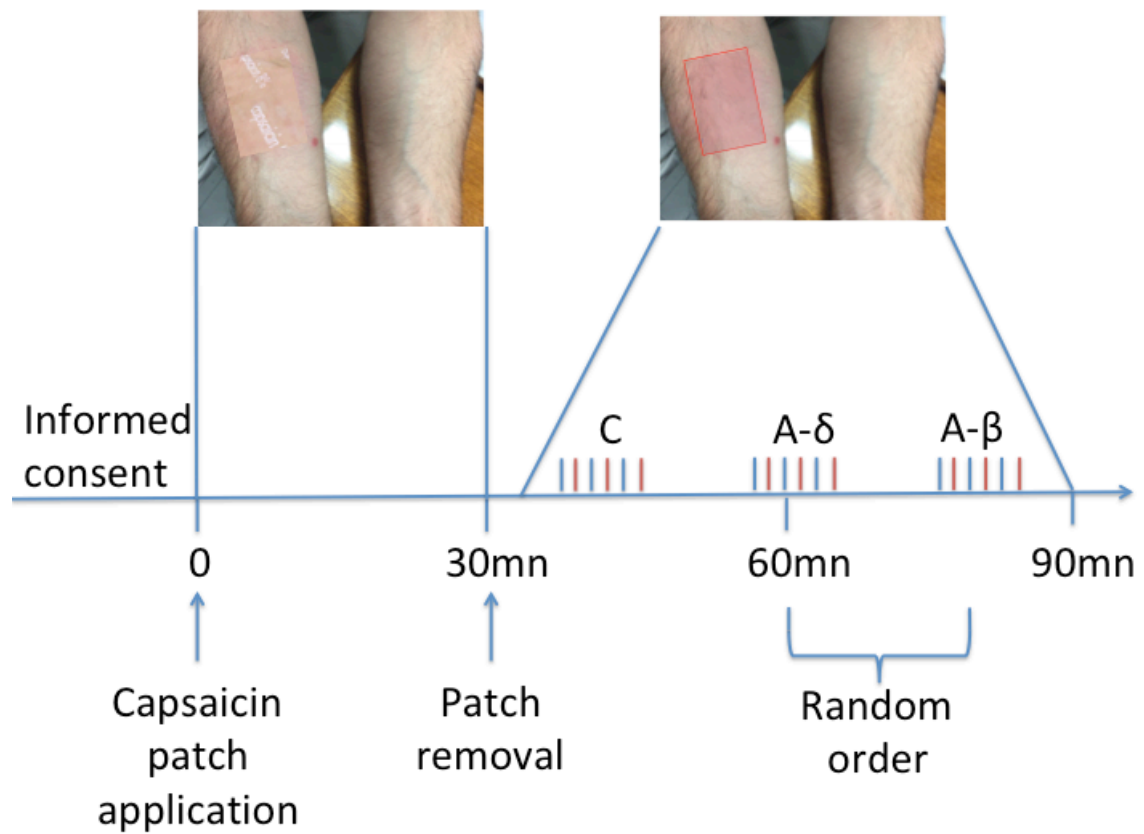 Informed
consent
C
A-δ
A-β
0
30mn
60mn
90mn
Capsaicin
patch
application
Patch
removal
Random
order